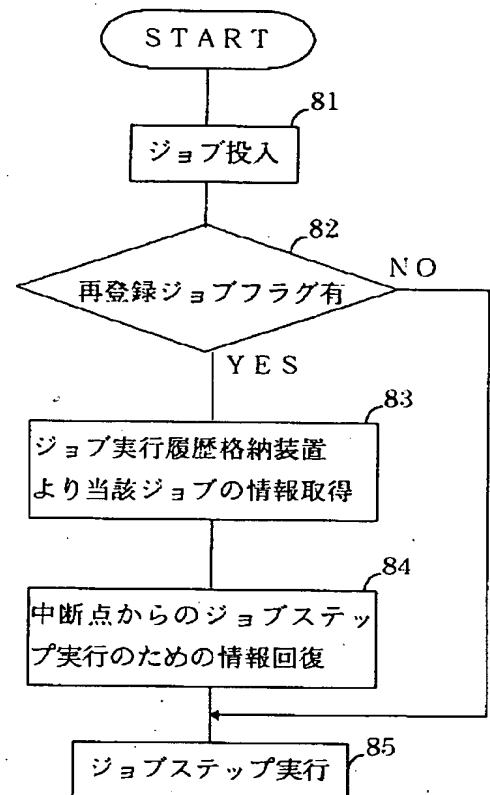 START
81
ジョブ投入
82
再登録ジョブフラグ有
NO
YES
83
ジョブ実行履歴格納装置
より当該ジョブの情報取得
84
中断点からのジョブステッ
プ実行のための情報回復
85
ジョブステップ実行